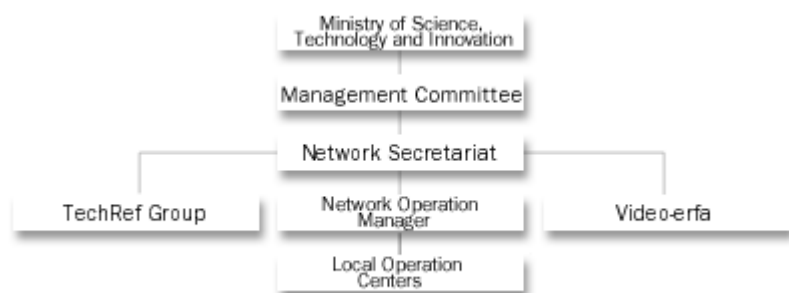 Ministry of Science,
Technology and Innovation
Management Committee
Network Secretariat
TechRef Group
Network Operation
Manager
Video-erfa
Local Operation
Centers